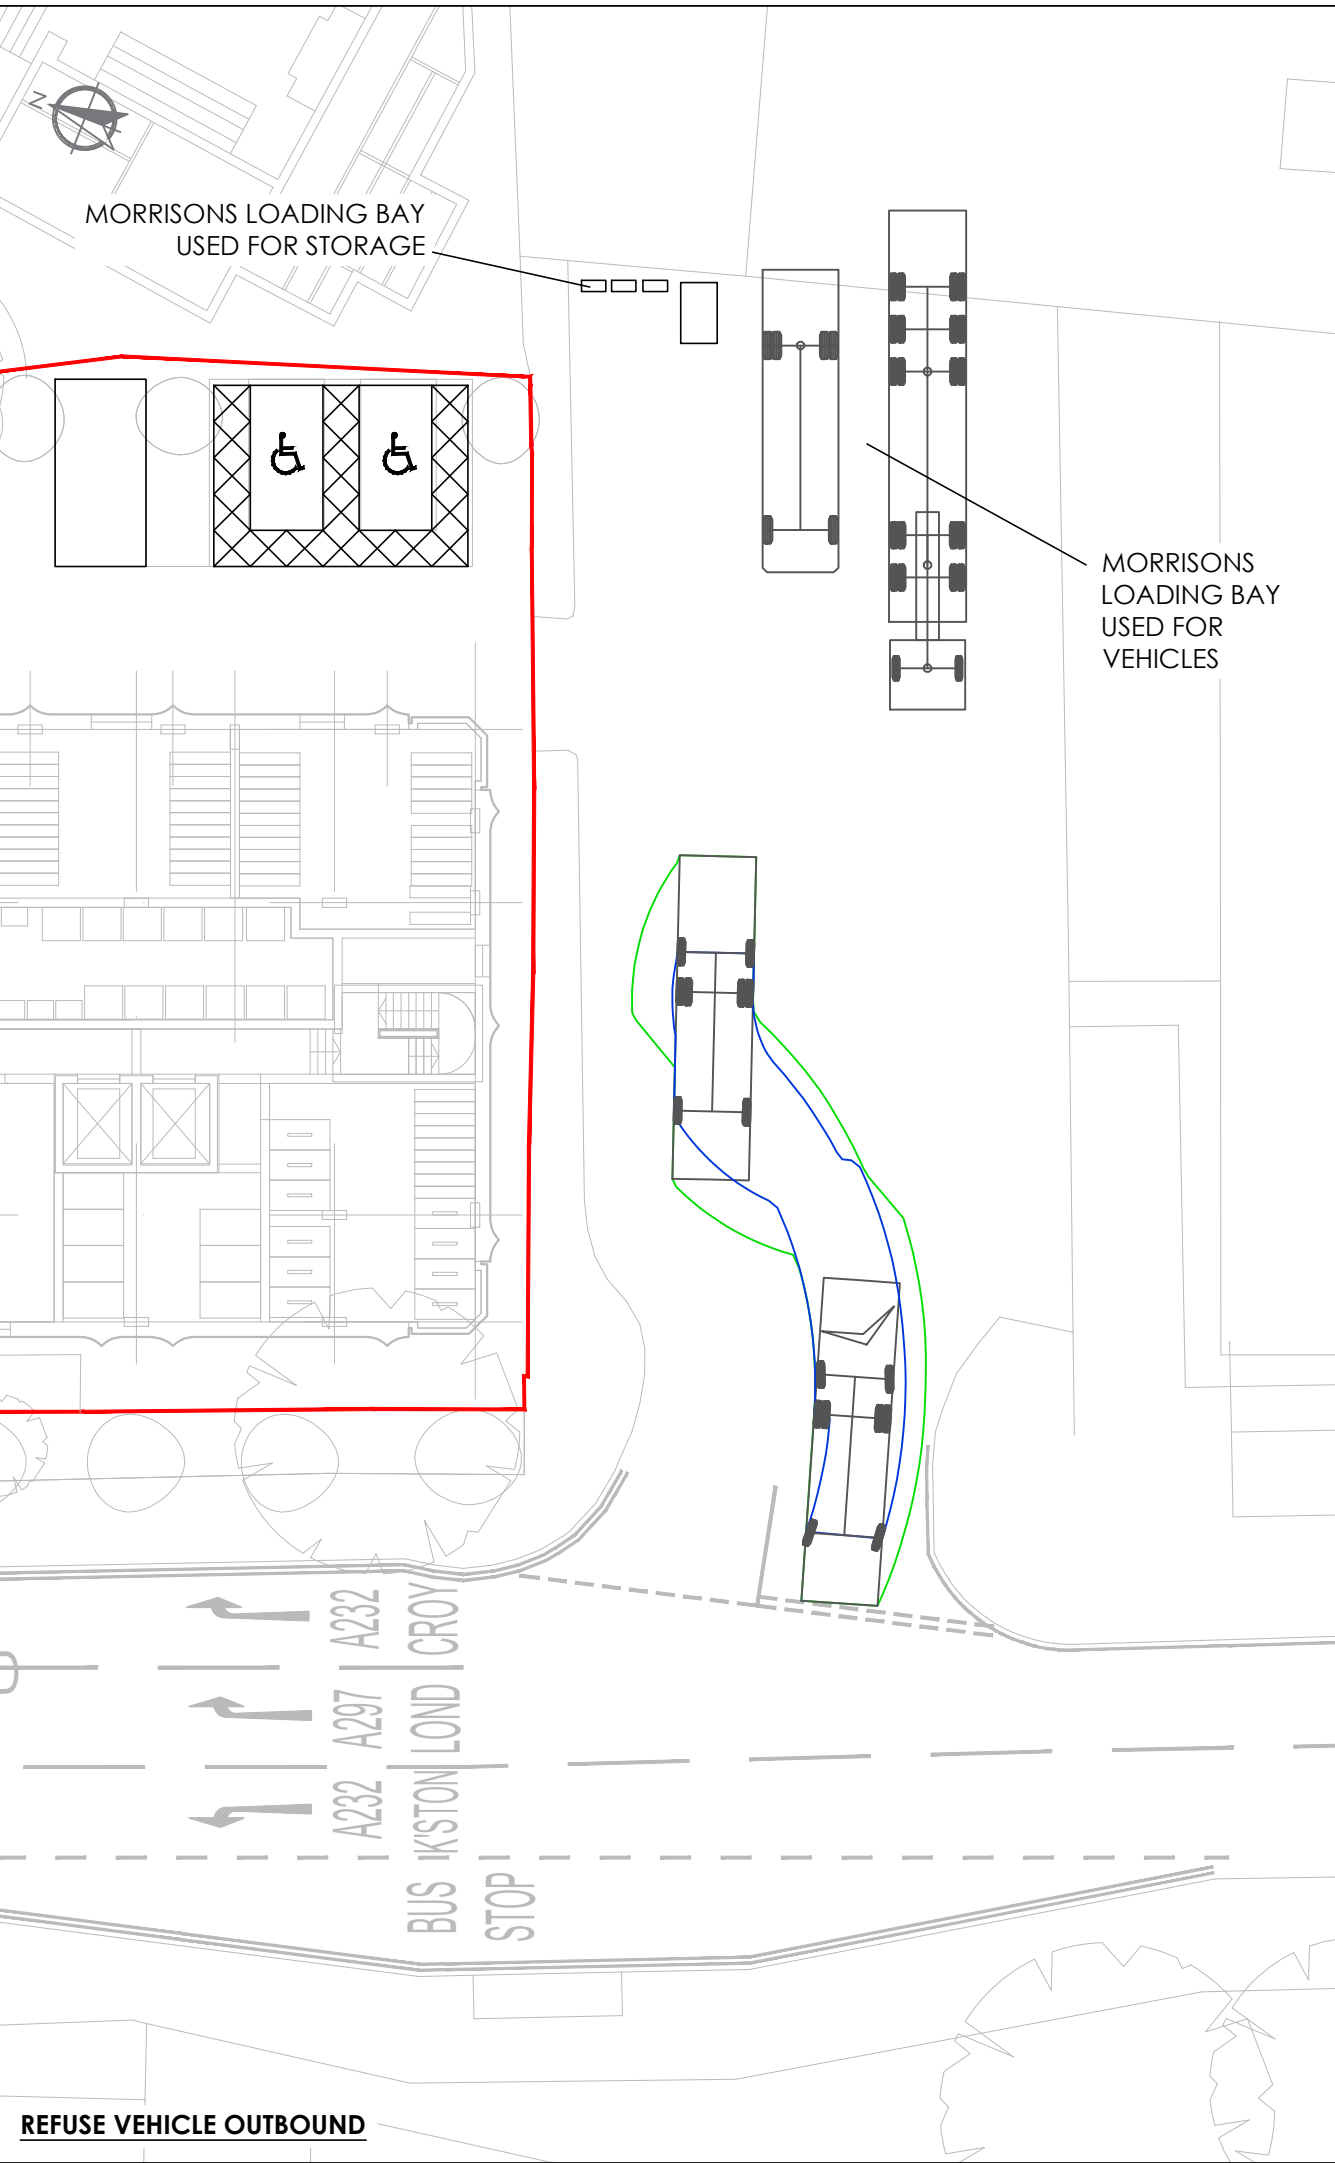 N
MORRISONS LOADING BAY
USED FOR STORAGE
MORRISONS
LOADING BAY
USED FOR
VEHICLES
A232
CROY
A297
LOND
A232
K'STON
BUS
STOP
REFUSE VEHICLE OUTBOUND